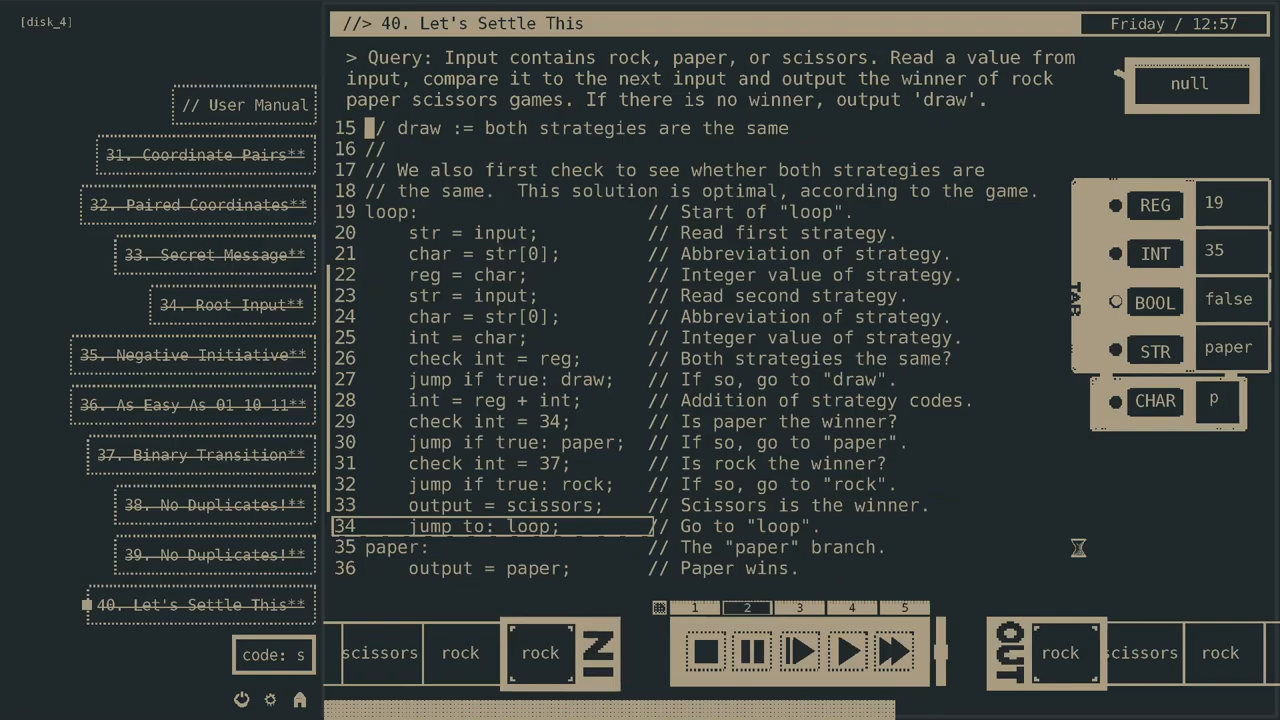 [disk_4]
//> 40. Let's Settle This
Friday / 12:57
> Query: Input contains rock, paper, or scissors. Read a value from
input, compare it to the next input and output the winner of rock
paper scissors games. If there is no winner, output 'draw'.
null
// User Manual
31. Coordinate Pairs**
32. Paired Coordinates**
33. Secret Message**
34. Root Input**
35. Negative Initiative**
36. As Easy As 01 10 11**
37. Binary Transition**
38. No Duplicates!**
39. No Duplicates!**
40. Let's Settle This**
code: s
15 // draw := both strategies are the same
16 //
17 // We also first check to see whether both strategies are
18 // the same.  This solution is optimal, according to the game.
19 loop: // Start of "loop".
20 str = input; // Read first strategy.
21 char = str[0]; // Abbreviation of strategy.
22 reg = char; // Integer value of strategy.
23 str = input; // Read second strategy.
24 char = str[0]; // Abbreviation of strategy.
25 int = char; // Integer value of strategy.
26 check int = reg; // Both strategies the same?
27 jump if true: draw; // If so, go to "draw".
28 int = reg + int; // Addition of strategy codes.
29 check int = 34; // Is paper the winner?
30 jump if true: paper; // If so, go to "paper".
31 check int = 37; // Is rock the winner?
32 jump if true: rock; // If so, go to "rock".
33 output = scissors; // Scissors is the winner.
34 jump to: loop; // Go to "loop".
35 paper: // The "paper" branch.
36 output = paper; // Paper wins.
TAB
REG 19
INT 35
BOOL false
STR paper
CHAR p
1 2 3 4 5
scissors rock rock IN
OUT rock scissors rock